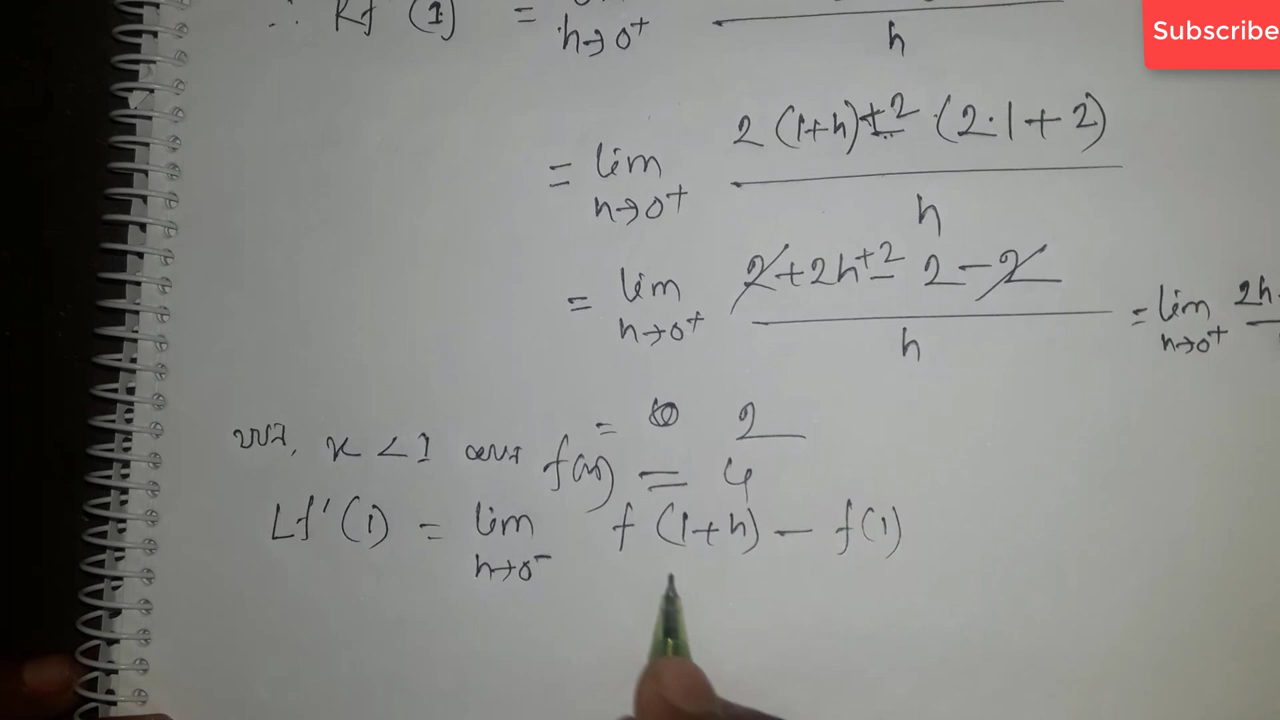 Subscribe
∴ Rf'(1) = lim h→0⁺ / h
= lim h→0⁺ 2(1+h)+2-(2·1+2) / h
= lim h→0⁺ 2+2h+2-2-2 / h = lim h→0⁺ 2h
= 2
x<1 f(x) = 4
Lf'(1) = lim h→0⁻ f(1+h) - f(1)